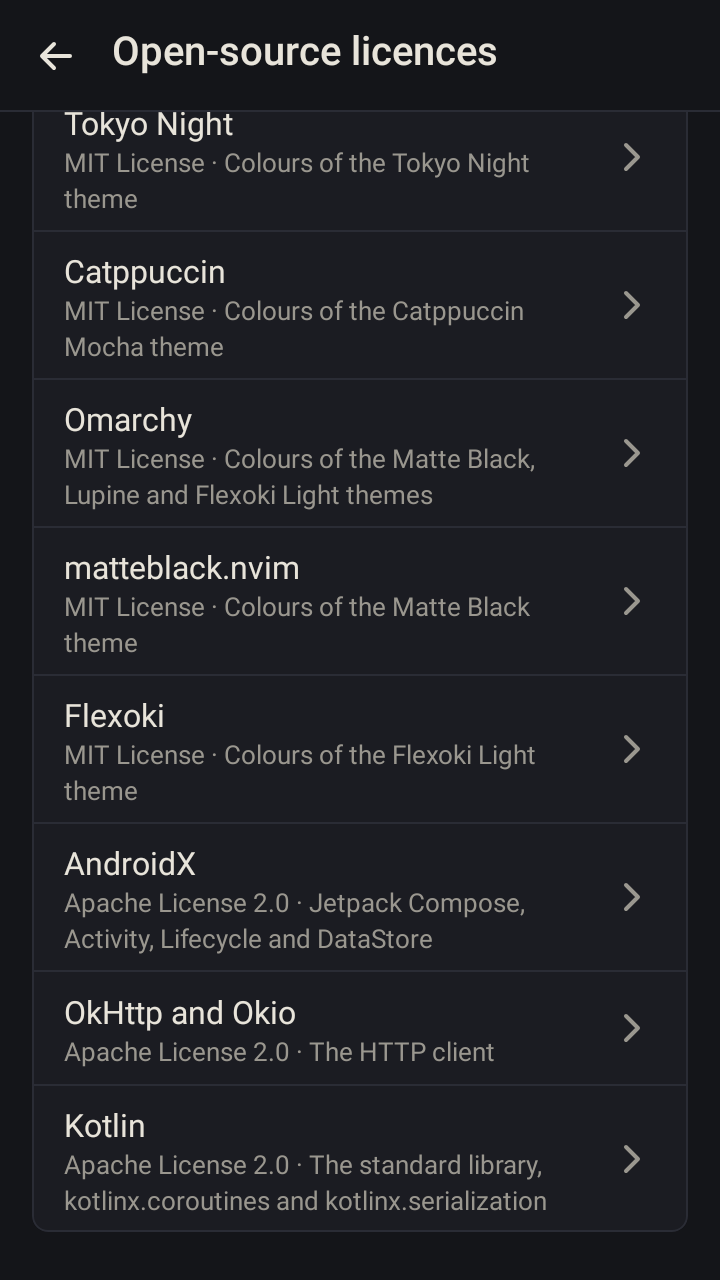 Open-source licences
Tokyo Night
MIT License · Colours of the Tokyo Night
theme
Catppuccin
MIT License · Colours of the Catppuccin
Mocha theme
Omarchy
MIT License · Colours of the Matte Black,
Lupine and Flexoki Light themes
matteblack.nvim
MIT License · Colours of the Matte Black
theme
Flexoki
MIT License · Colours of the Flexoki Light
theme
AndroidX
Apache License 2.0 · Jetpack Compose,
Activity, Lifecycle and DataStore
OkHttp and Okio
Apache License 2.0 · The HTTP client
Kotlin
Apache License 2.0 · The standard library,
kotlinx.coroutines and kotlinx.serialization